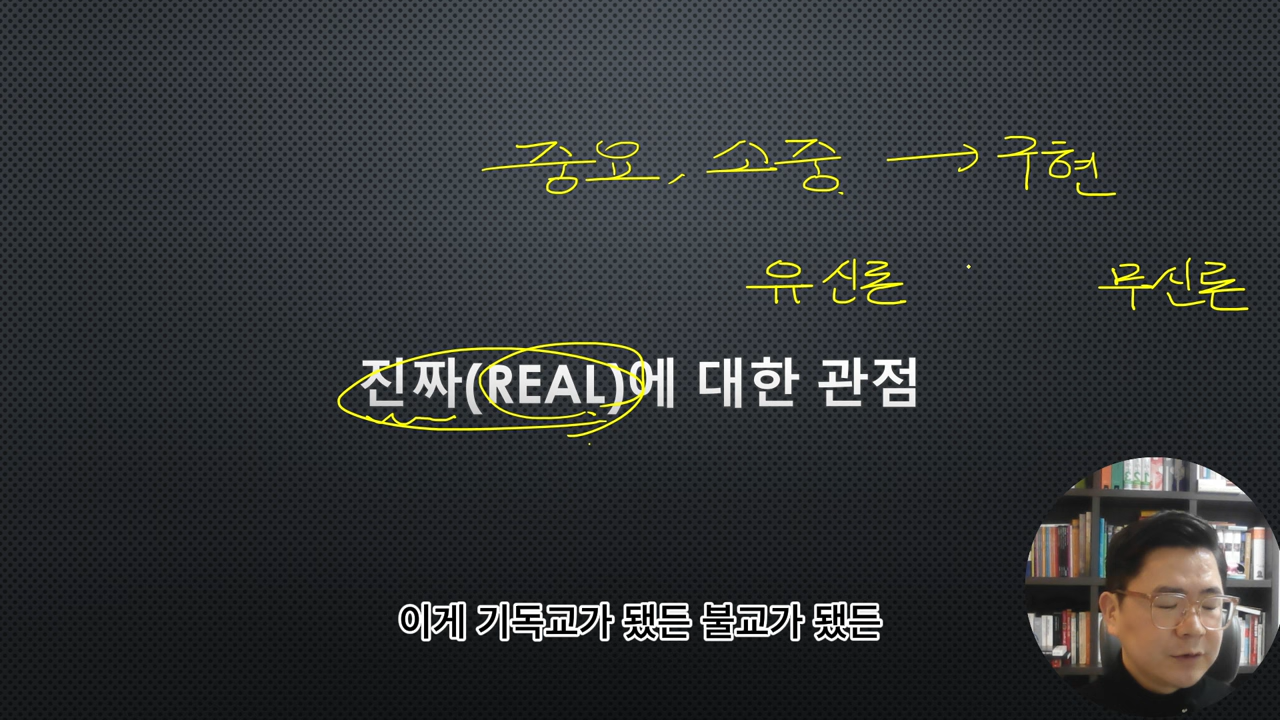 중요, 소중 → 구현
유신론 무신론
진짜(REAL)에 대한 관점
이게 기독교가 됐든 불교가 됐든